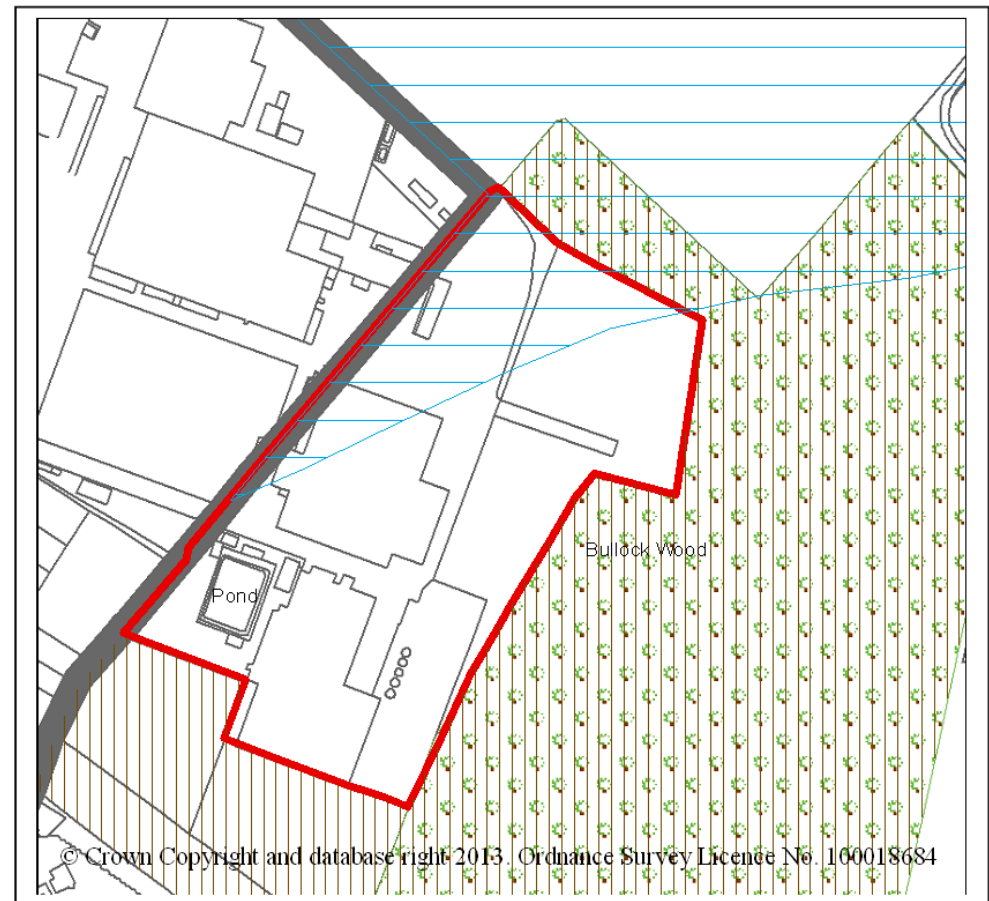 Bullock Wood
Pond
© Crown Copyright and database right 2013. Ordnance Survey Licence No. 100018684